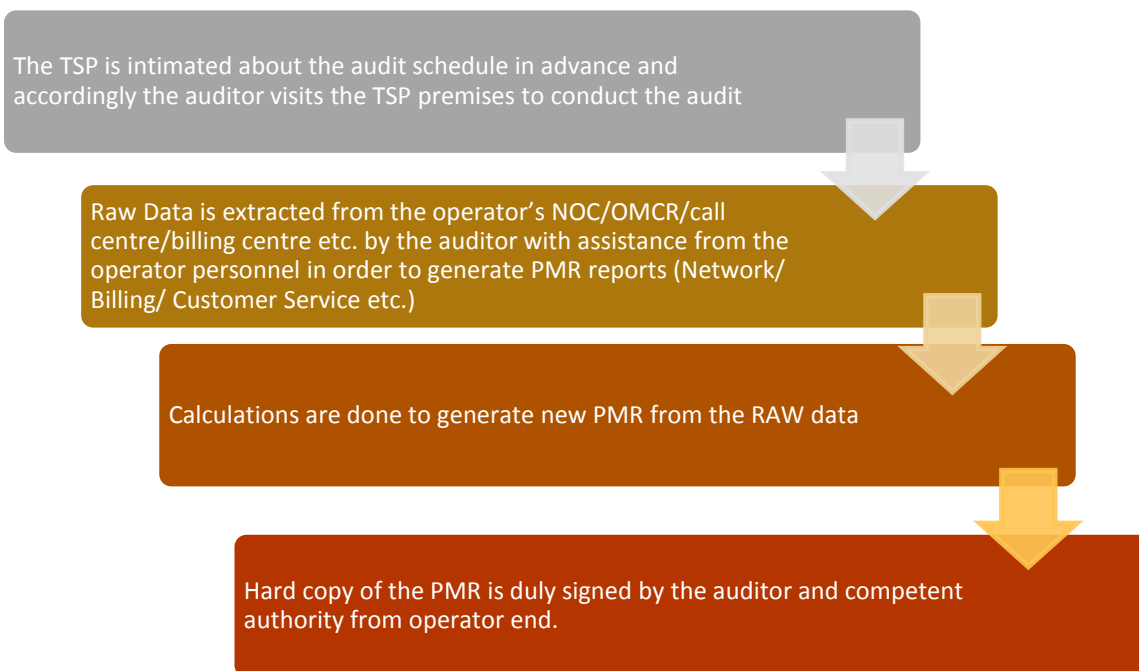 The TSP is intimated about the audit schedule in advance and
accordingly the auditor visits the TSP premises to conduct the audit
Raw Data is extracted from the operator’s NOC/OMCR/call
centre/billing centre etc. by the auditor with assistance from the
operator personnel in order to generate PMR reports (Network/
Billing/ Customer Service etc.)
Calculations are done to generate new PMR from the RAW data
Hard copy of the PMR is duly signed by the auditor and competent
authority from operator end.